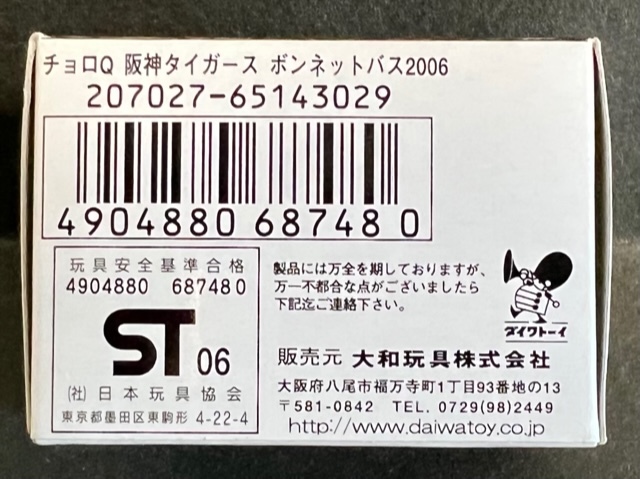 チョロQ 阪神タイガース ボンネットバス2006
207027-65143029
4904880 687480
玩具安全基準合格
4904880 687480
ST 06
(社)日本玩具協会
東京都墨田区東駒形 4-22-4
製品には万全を期しておりますが、
万一不都合な点がございましたら
下記迄ご連絡下さい。
ダイワトーイ
販売元 大和玩具株式会社
大阪府八尾市福万寺町1丁目93番地の13
〒581-0842 TEL. 0729(98)2449
http://www.daiwatoy.co.jp